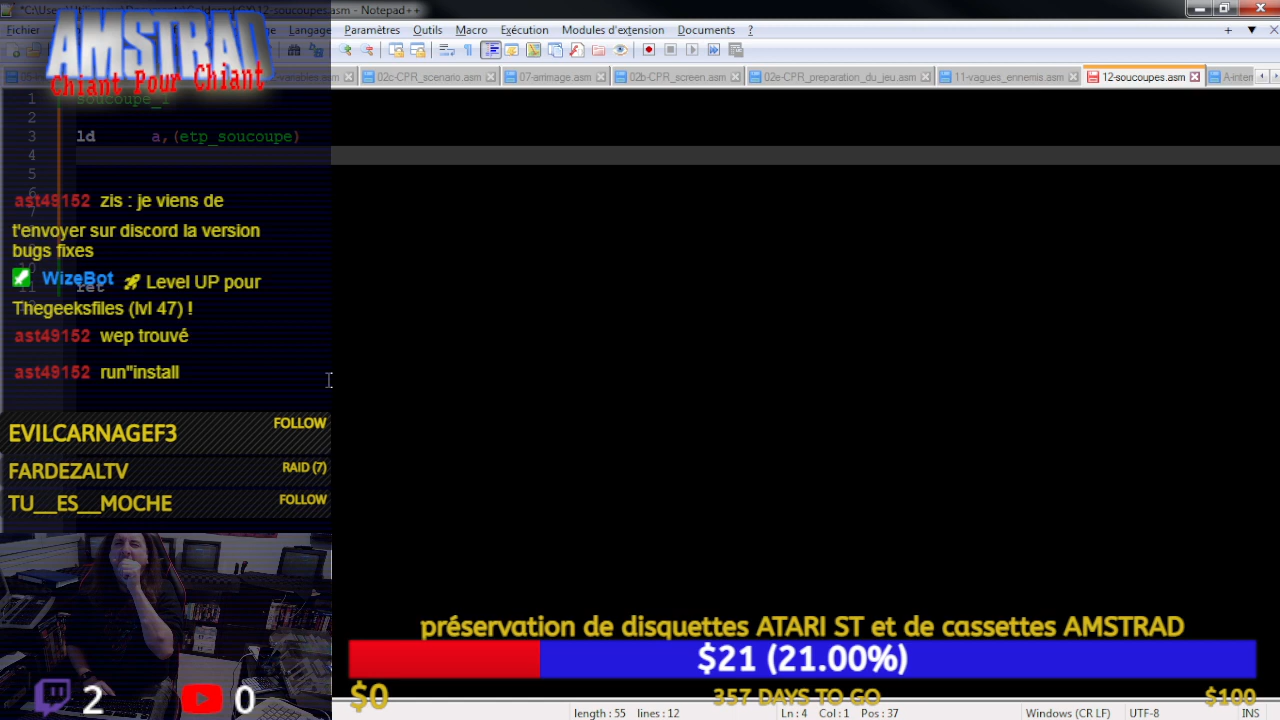 Fichier Langage Paramètres Outils Macro Exécution Modules d'extension Documents ?
AMSTRAD
Chiant Pour Chiant
02c-CPR_scenario.asm 07-arrimage.asm 02b-CPR_screen.asm 02e-CPR_preparation_du_jeu.asm 12-soucoupes.asm
1 soucoupe_1
2
3 ld a,(etp_soucoupe)
4
5
6
ast49152 zis : je viens de
t'envoyer sur discord la version
bugs fixes
WizeBot 🚀 Level UP pour
11 ret
Thegeeksfiles (lvl 47) !
ast49152 wep trouvé
ast49152 run"install
EVILCARNAGEF3 FOLLOW
FARDEZALTV RAID (7)
TU__ES__MOCHE FOLLOW
préservation de disquettes ATARI ST et de cassettes AMSTRAD
$21 (21.00%)
2 0 $0 357 DAYS TO GO $100
length : 55 lines : 12 Ln : 4 Col : 1 Pos : 37 Windows (CR LF) UTF-8 INS